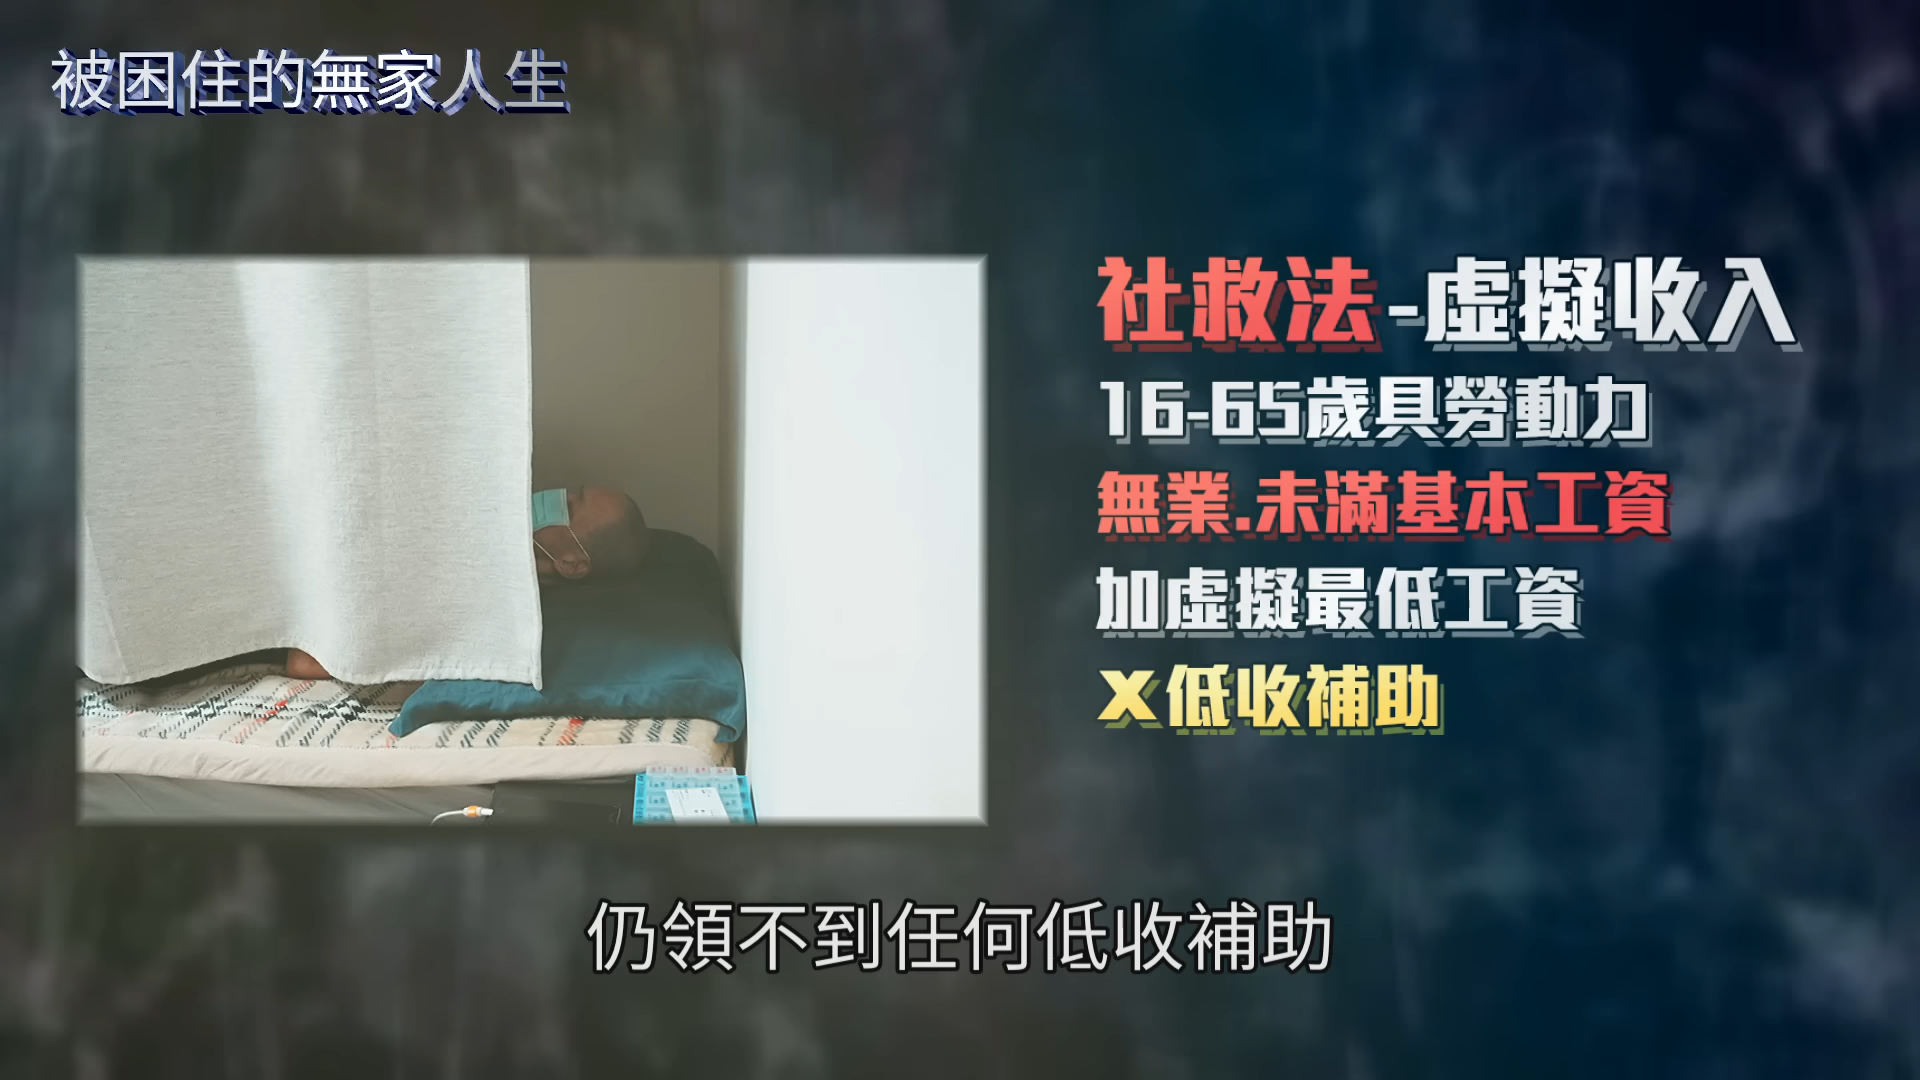 被困住的無家人生
社救法-虛擬收入
16-65歲具勞動力
無業.未滿基本工資
加虛擬最低工資
X低收補助
仍領不到任何低收補助